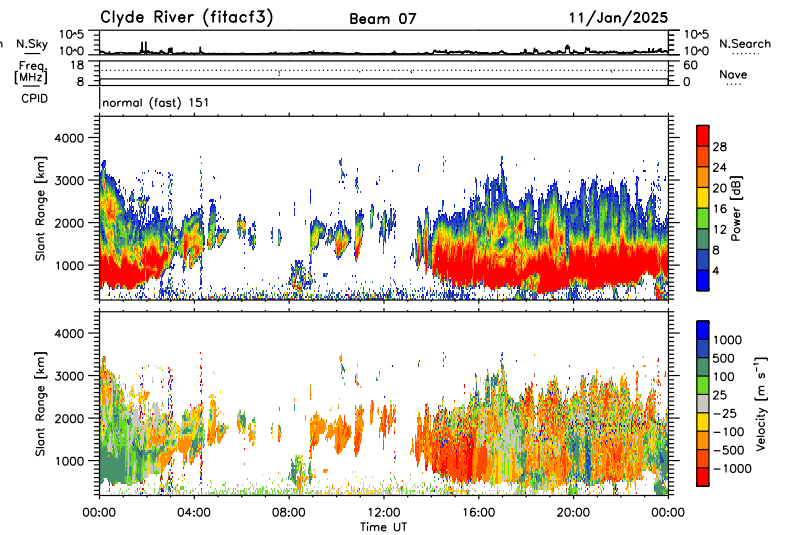 Clyde River (fitacf3) Beam 07 11/Jan/2025
N.Sky 10^5 10^0 10^5 10^0 N.Search
Freq. [MHz] 18 8 60 0 Nave
CPID normal (fast) 151
Slant Range [km] 4000 3000 2000 1000
28 24 20 16 12 8 4 Power [dB]
Slant Range [km] 4000 3000 2000 1000
1000 500 100 25 -25 -100 -500 -1000 Velocity [m s⁻¹]
00:00 04:00 08:00 12:00 16:00 20:00 00:00
Time UT